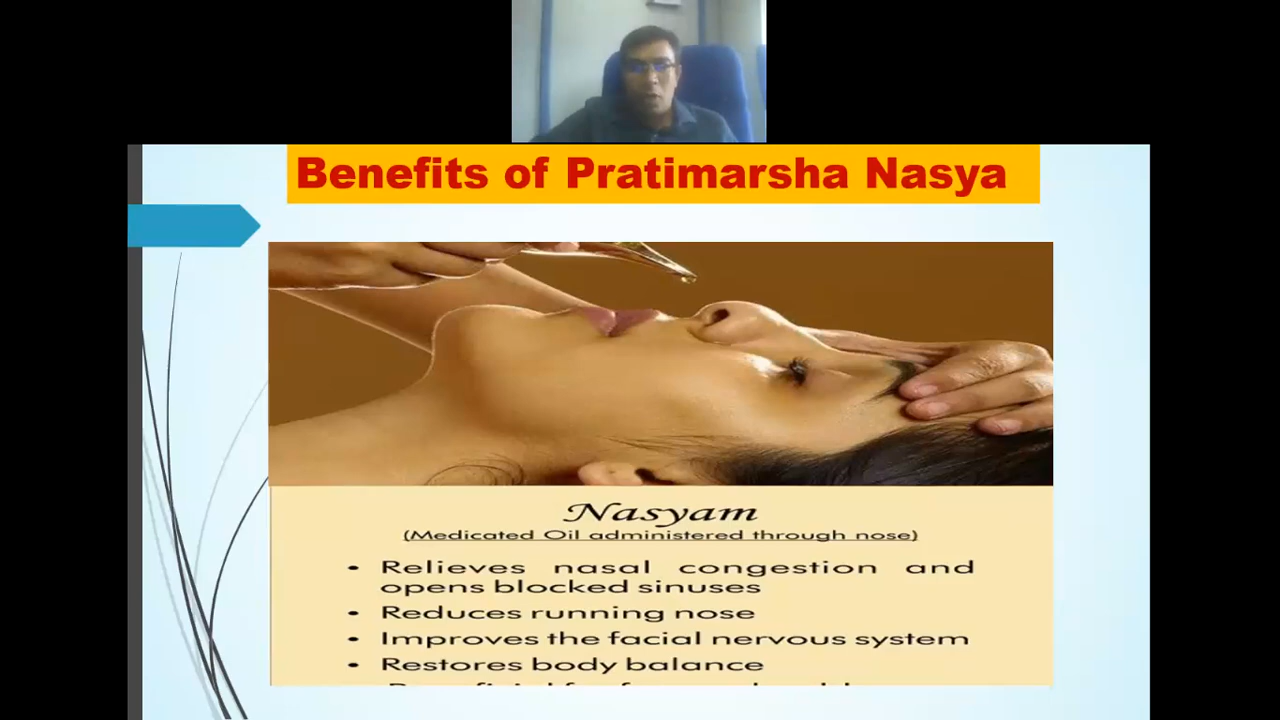 Benefits of Pratimarsha Nasya
Nasyam
(Medicated Oil administered through nose)
• Relieves nasal congestion and
opens blocked sinuses
• Reduces running nose
• Improves the facial nervous system
• Restores body balance